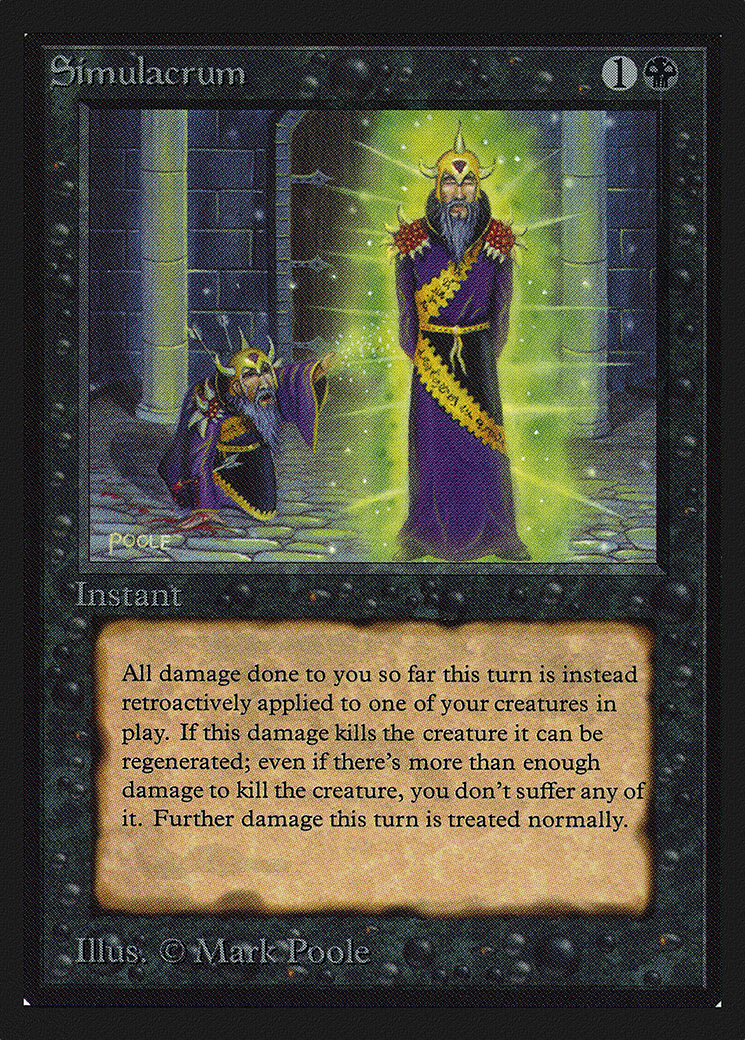 Simulacrum 1
POOLE
Instant
All damage done to you so far this turn is instead
retroactively applied to one of your creatures in
play. If this damage kills the creature it can be
regenerated; even if there's more than enough
damage to kill the creature, you don't suffer any of
it. Further damage this turn is treated normally.
Illus. © Mark Poole